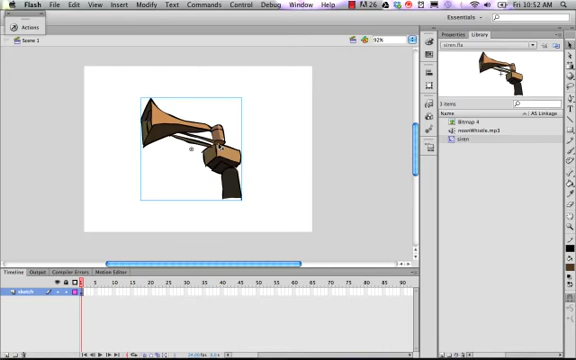 Flash File Edit View Insert Modify Text Commands Control Debug Window Help 26 Fri 10:52 AM
Actions
Essentials
Scene 1
92%
Properties Library
siren.fla
3 items
Name AS Linkage
Bitmap 4
noonWhistle.mp3
siren
Timeline Output Compiler Errors Motion Editor
5 10 15 20 25 30 35 40 45 50 55 60 65 70 75 80 85 90
sketch